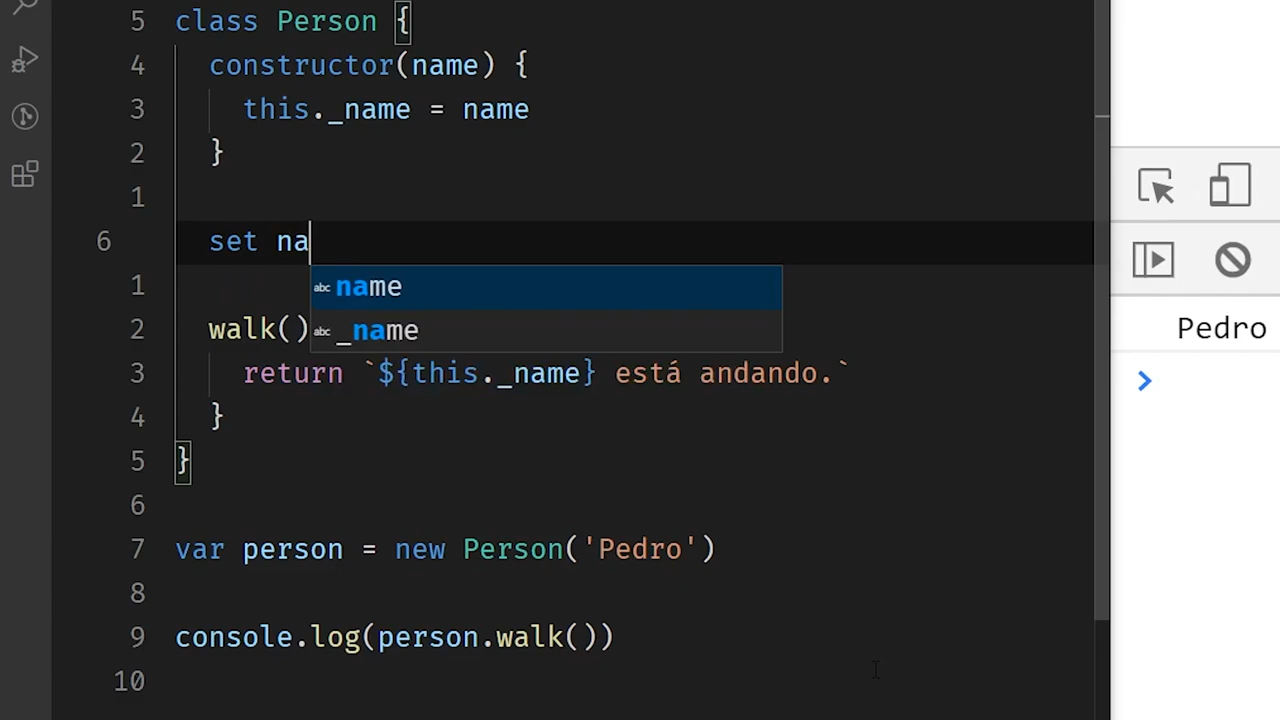 5 class Person {
4 constructor(name) {
3 this._name = name
2 }
1
6 set na
1 abc name
2 walk() abc _name
3 return `${this._name} está andando.`
4 }
5 }
6
7 var person = new Person('Pedro')
8
9 console.log(person.walk())
10
Pedro
>